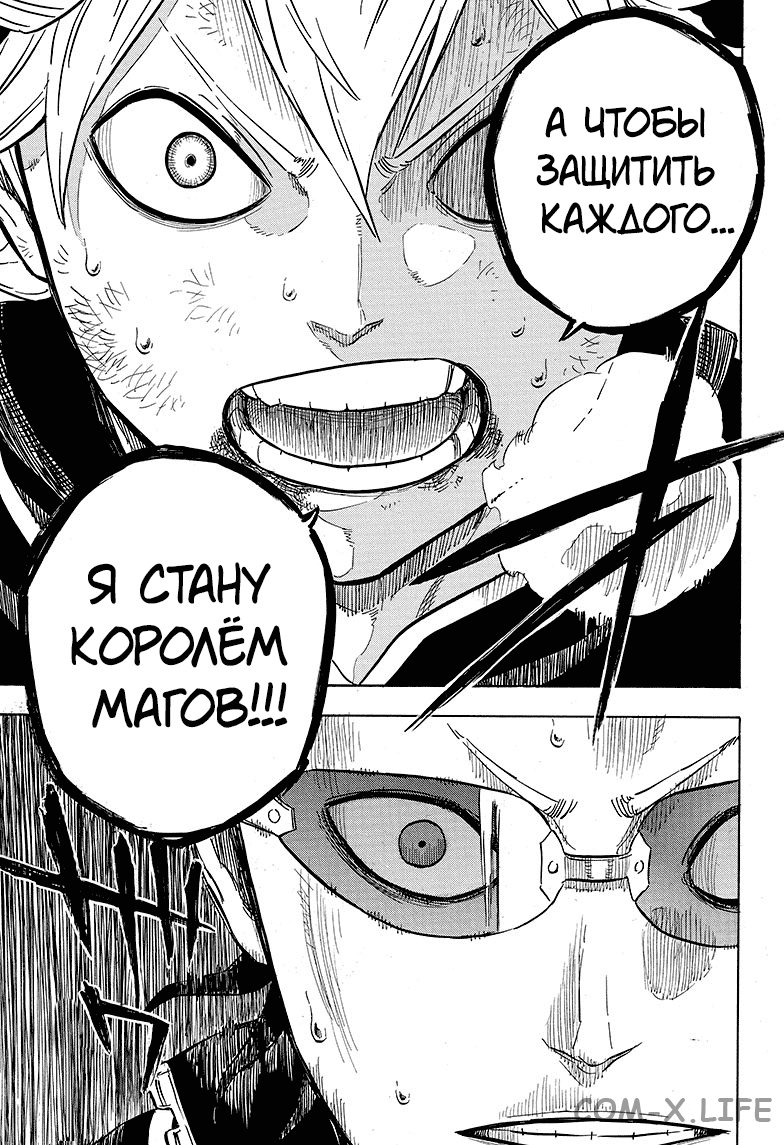 А ЧТОБЫ
ЗАЩИТИТЬ
КАЖДОГО...
Я СТАНУ
КОРОЛЁМ
МАГОВ!!!
COM-X.LIFE